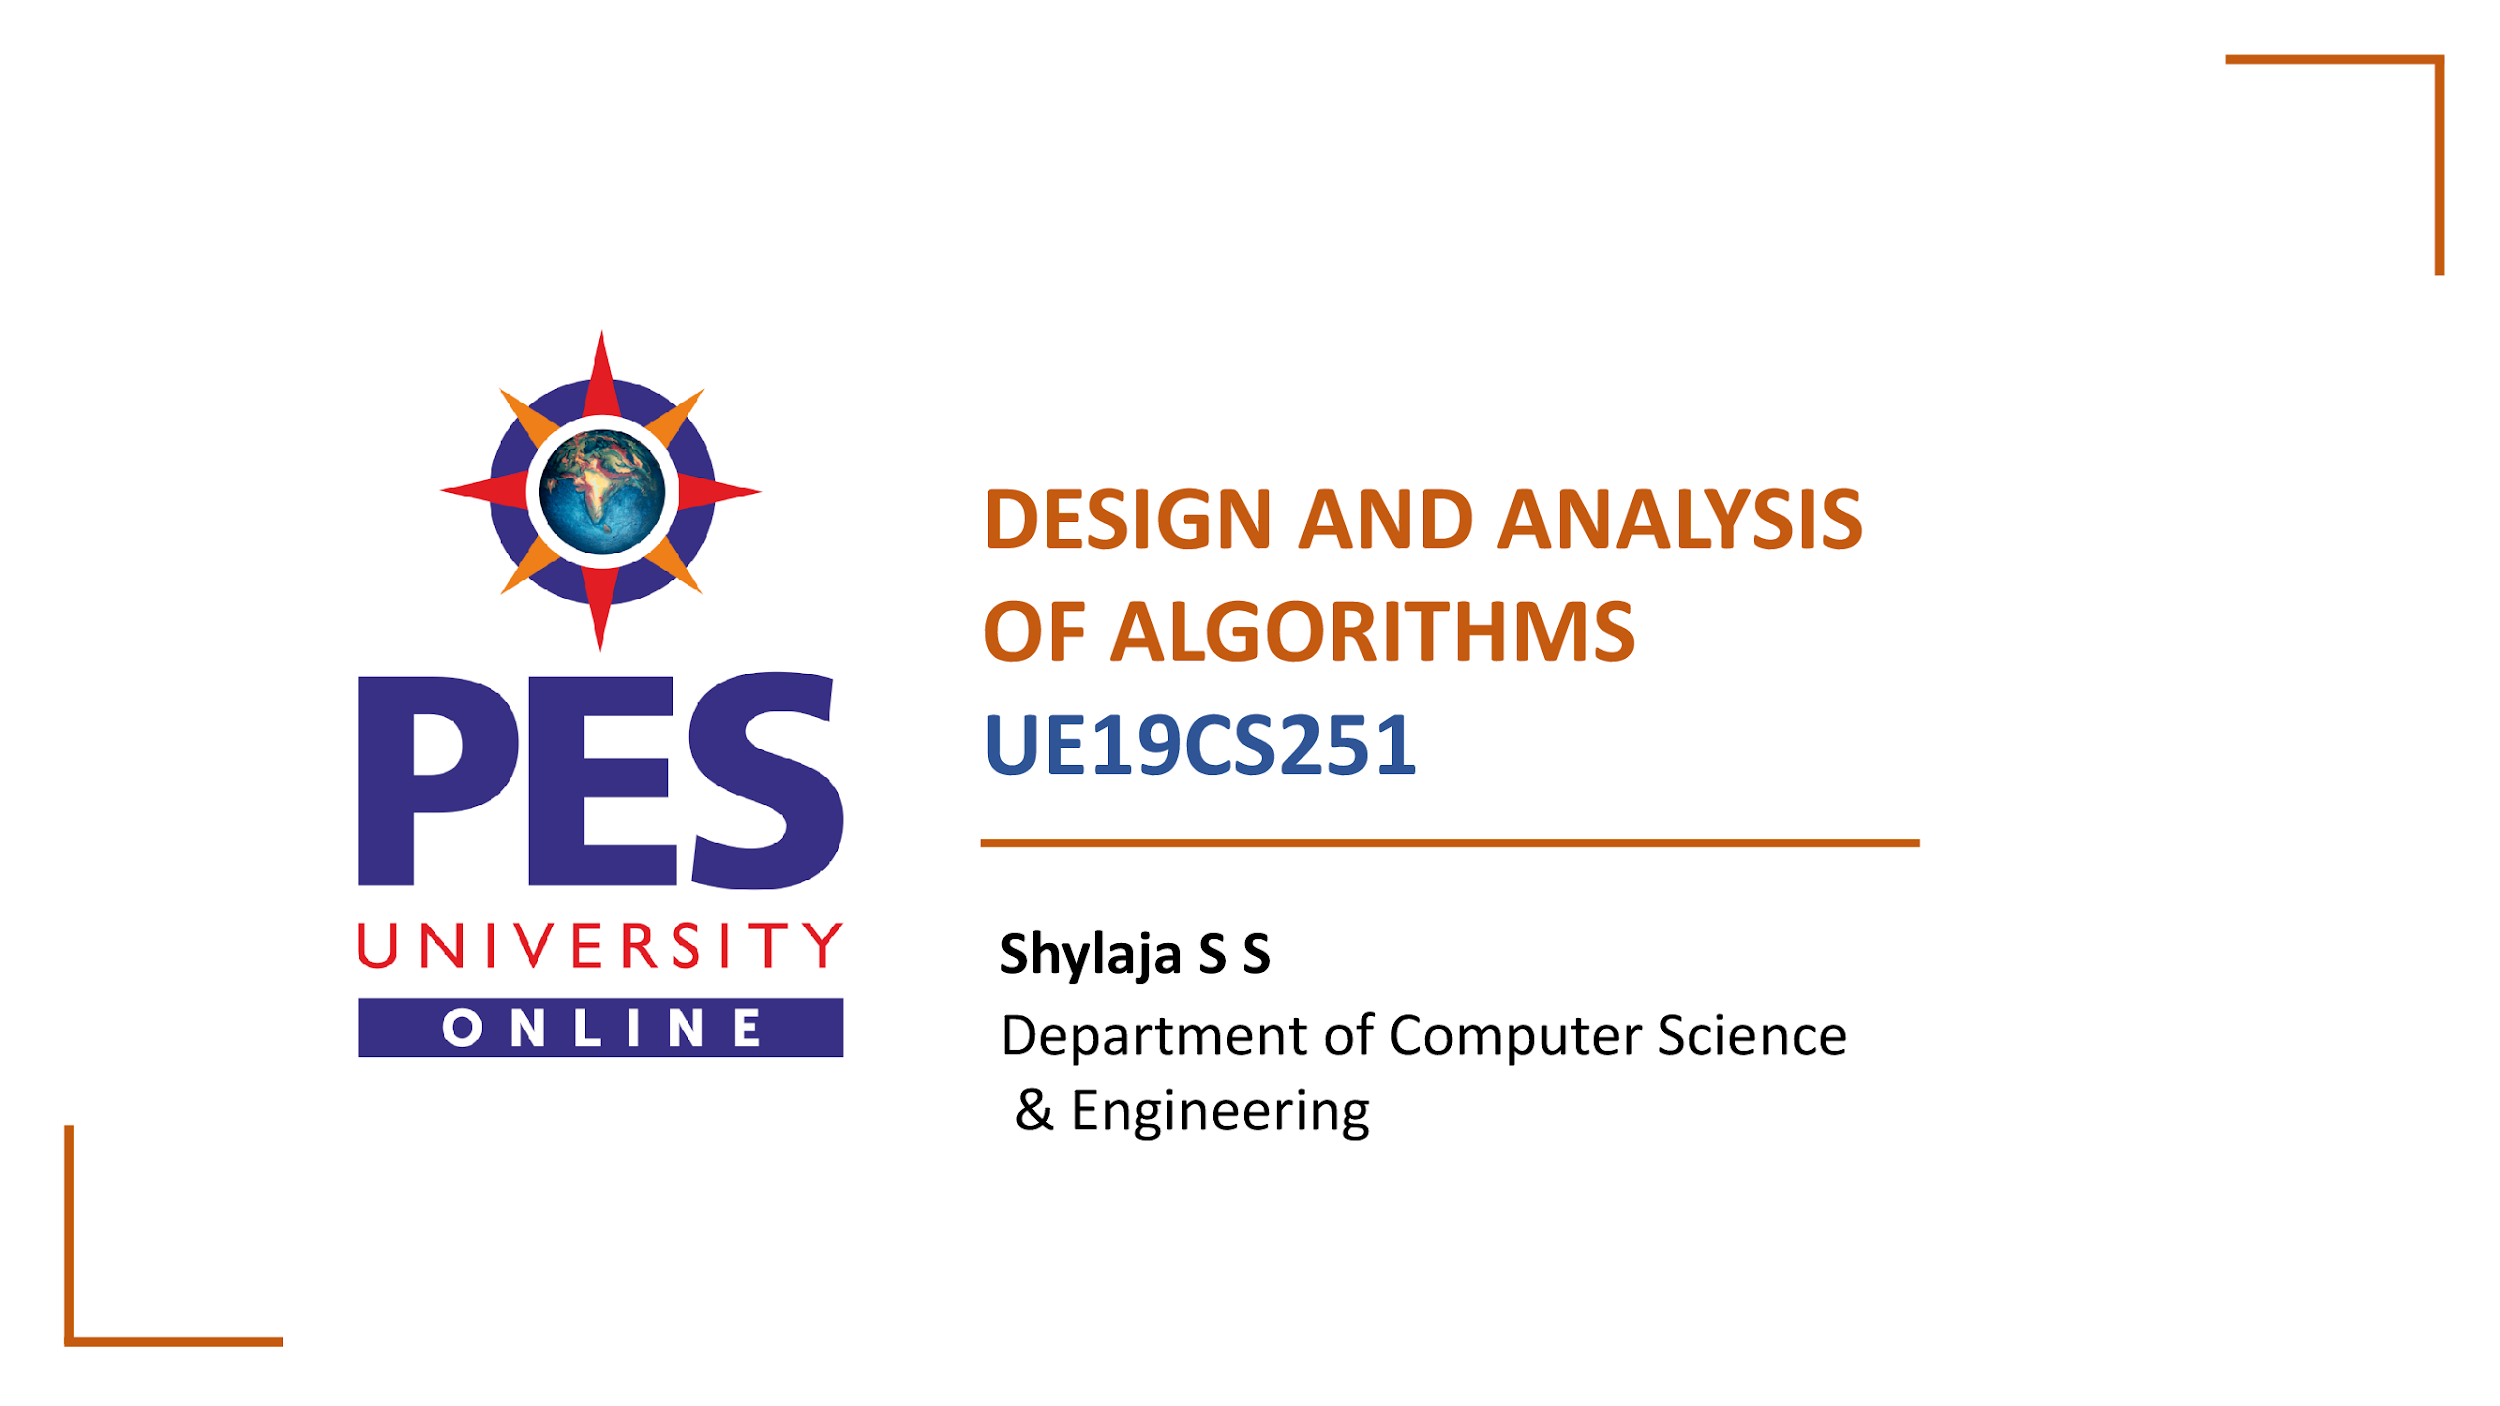 PES
UNIVERSITY
ONLINE
DESIGN AND ANALYSIS
OF ALGORITHMS
UE19CS251
Shylaja S S
Department of Computer Science
& Engineering